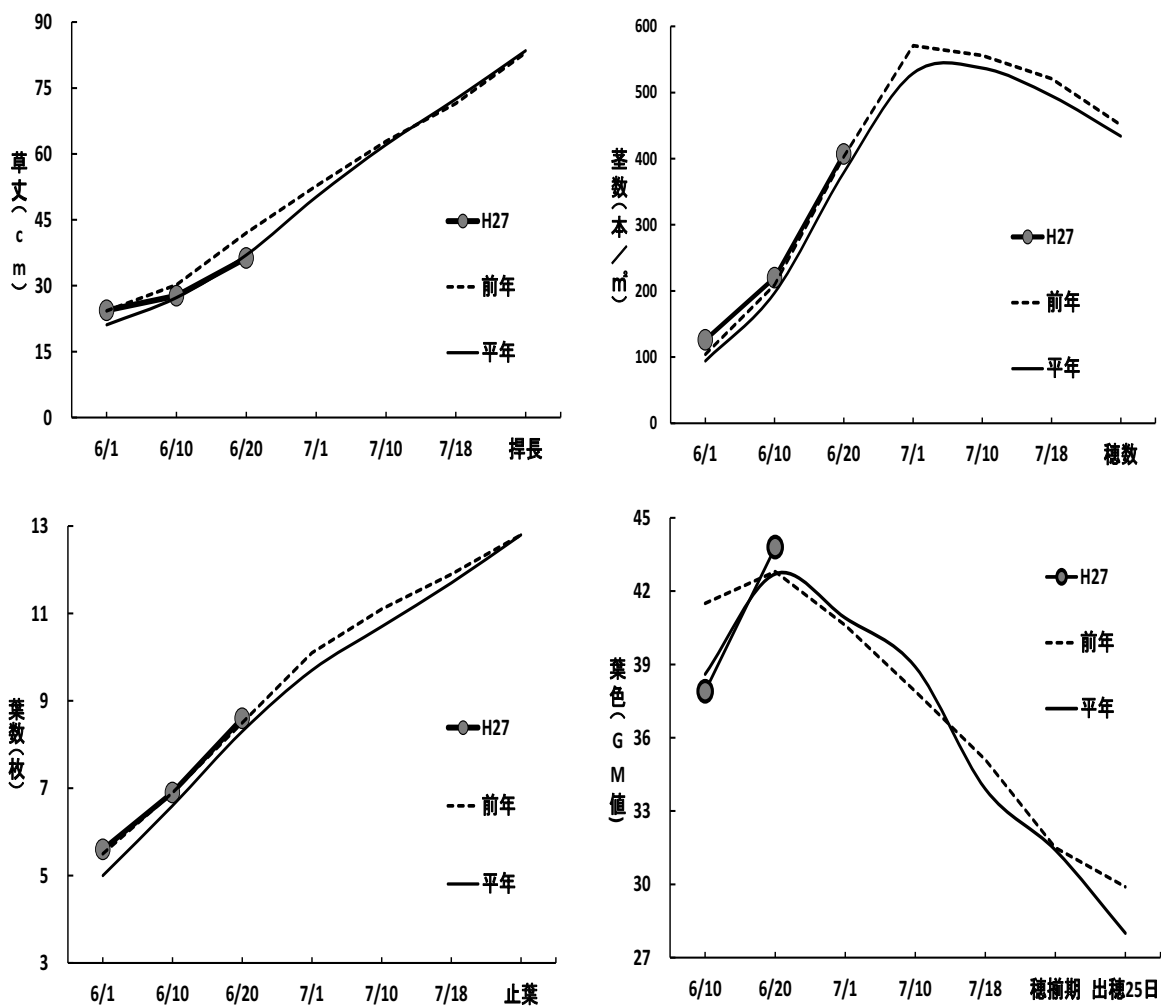 90
75
60
45
30
15
0
草丈(cm)
6/1 6/10 6/20 7/1 7/10 7/18 捍長
H27
前年
平年
600
500
400
300
200
100
0
茎数(本/㎡)
6/1 6/10 6/20 7/1 7/10 7/18 穂数
H27
前年
平年
13
11
9
7
5
3
葉数(枚)
6/1 6/10 6/20 7/1 7/10 7/18 止葉
H27
前年
平年
45
42
39
36
33
30
27
葉色(GM値)
6/10 6/20 7/1 7/10 7/18 穂揃期 出穂25日
H27
前年
平年